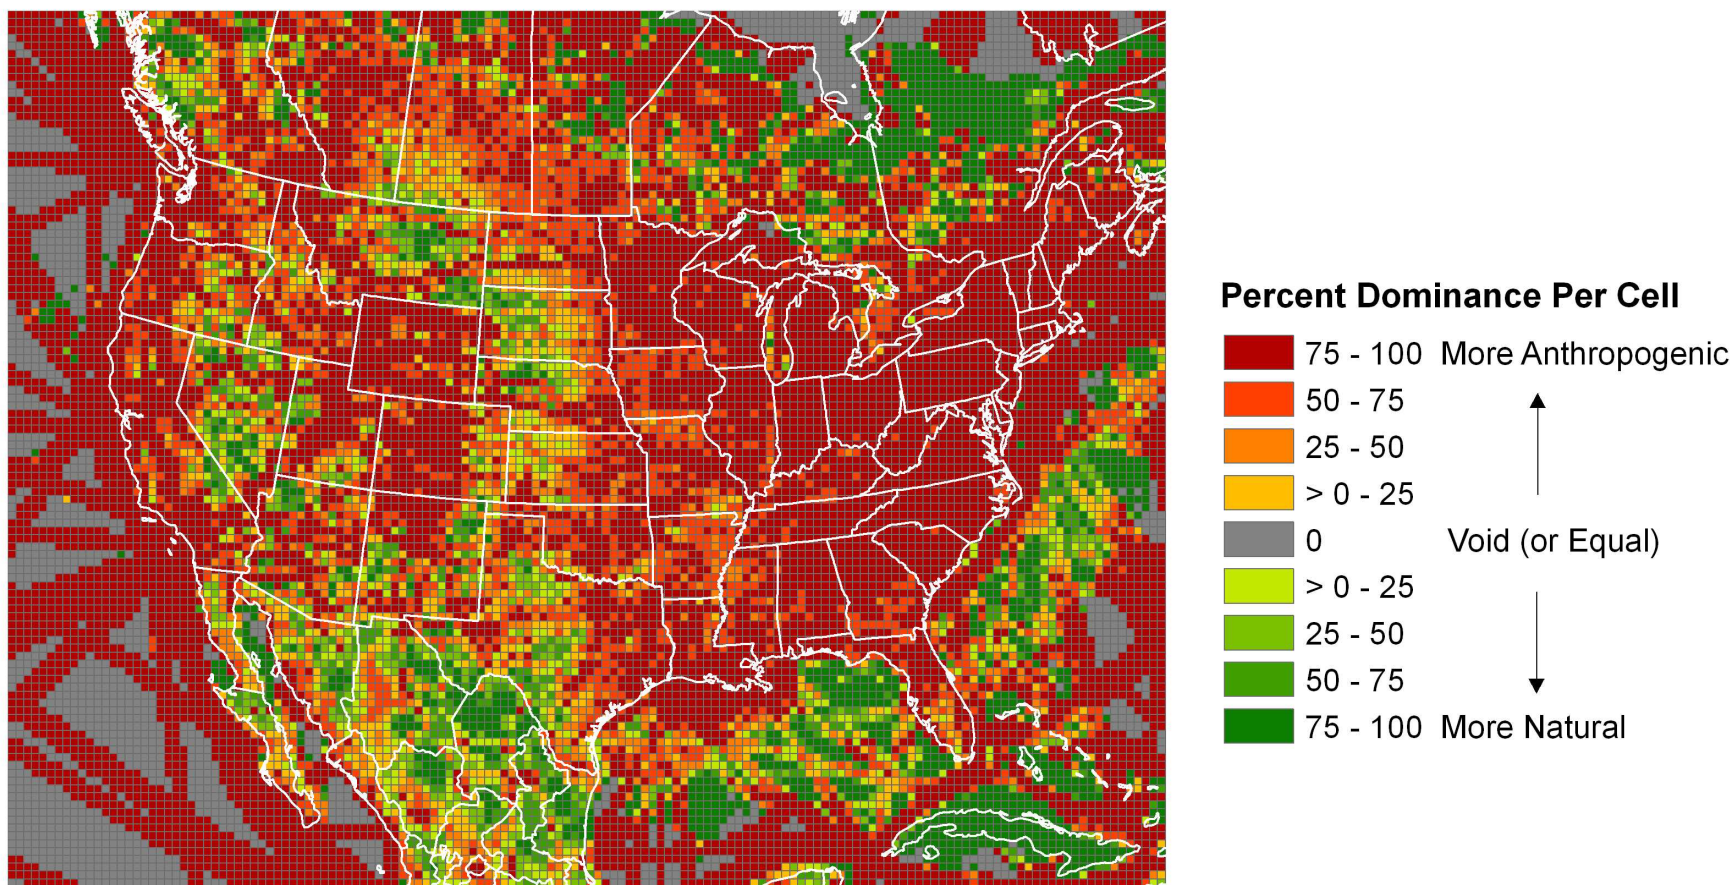 Percent Dominance Per Cell
75 - 100 More Anthropogenic
50 - 75
25 - 50
> 0 - 25
0 Void (or Equal)
> 0 - 25
25 - 50
50 - 75
75 - 100 More Natural